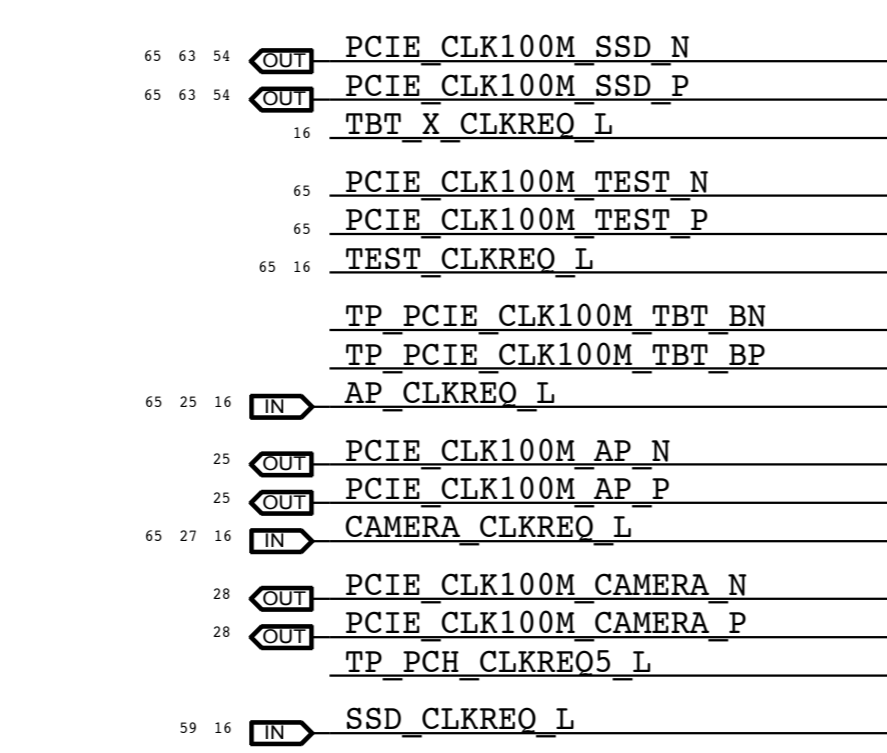 65 63 54 OUT PCIE_CLK100M_SSD_N
65 63 54 OUT PCIE_CLK100M_SSD_P
16 TBT_X_CLKREQ_L
65 PCIE_CLK100M_TEST_N
65 PCIE_CLK100M_TEST_P
65 16 TEST_CLKREQ_L
TP_PCIE_CLK100M_TBT_BN
TP_PCIE_CLK100M_TBT_BP
65 25 16 IN AP_CLKREQ_L
25 OUT PCIE_CLK100M_AP_N
25 OUT PCIE_CLK100M_AP_P
65 27 16 IN CAMERA_CLKREQ_L
28 OUT PCIE_CLK100M_CAMERA_N
28 OUT PCIE_CLK100M_CAMERA_P
TP_PCH_CLKREQ5_L
59 16 IN SSD_CLKREQ_L